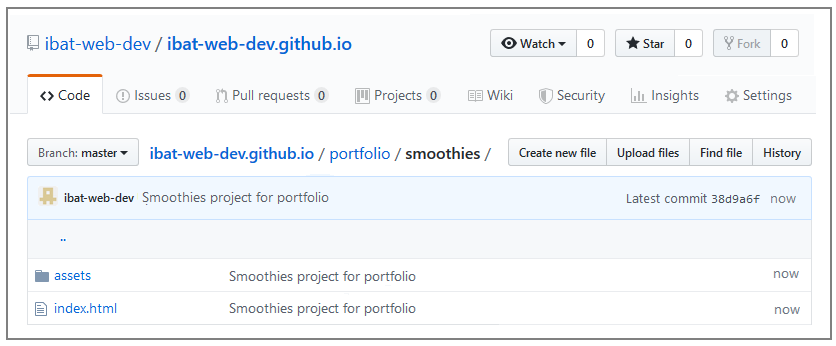 ibat-web-dev / ibat-web-dev.github.io Watch 0 Star 0 Fork 0
Code Issues 0 Pull requests 0 Projects 0 Wiki Security Insights Settings
Branch: master ibat-web-dev.github.io / portfolio / smoothies / Create new file Upload files Find file History
ibat-web-dev Smoothies project for portfolio Latest commit 38d9a6f now
..
assets Smoothies project for portfolio now
index.html Smoothies project for portfolio now